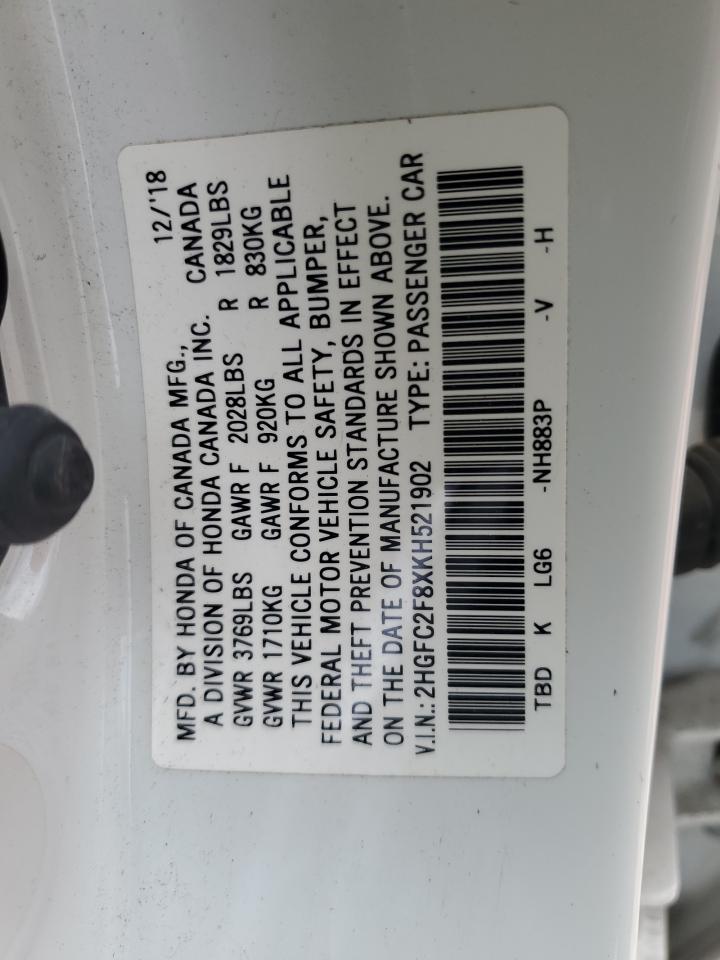 MFD. BY HONDA OF CANADA MFG., 12/'18
A DIVISION OF HONDA CANADA INC. CANADA
GVWR 3769LBS GAWR F 2028LBS R 1829LBS
GVWR 1710KG GAWR F 920KG R 830KG
THIS VEHICLE CONFORMS TO ALL APPLICABLE
FEDERAL MOTOR VEHICLE SAFETY, BUMPER,
AND THEFT PREVENTION STANDARDS IN EFFECT
ON THE DATE OF MANUFACTURE SHOWN ABOVE.
V.I.N.: 2HGFC2F8XKH521902 TYPE: PASSENGER CAR
TBD K LG6 -NH883P -V -H